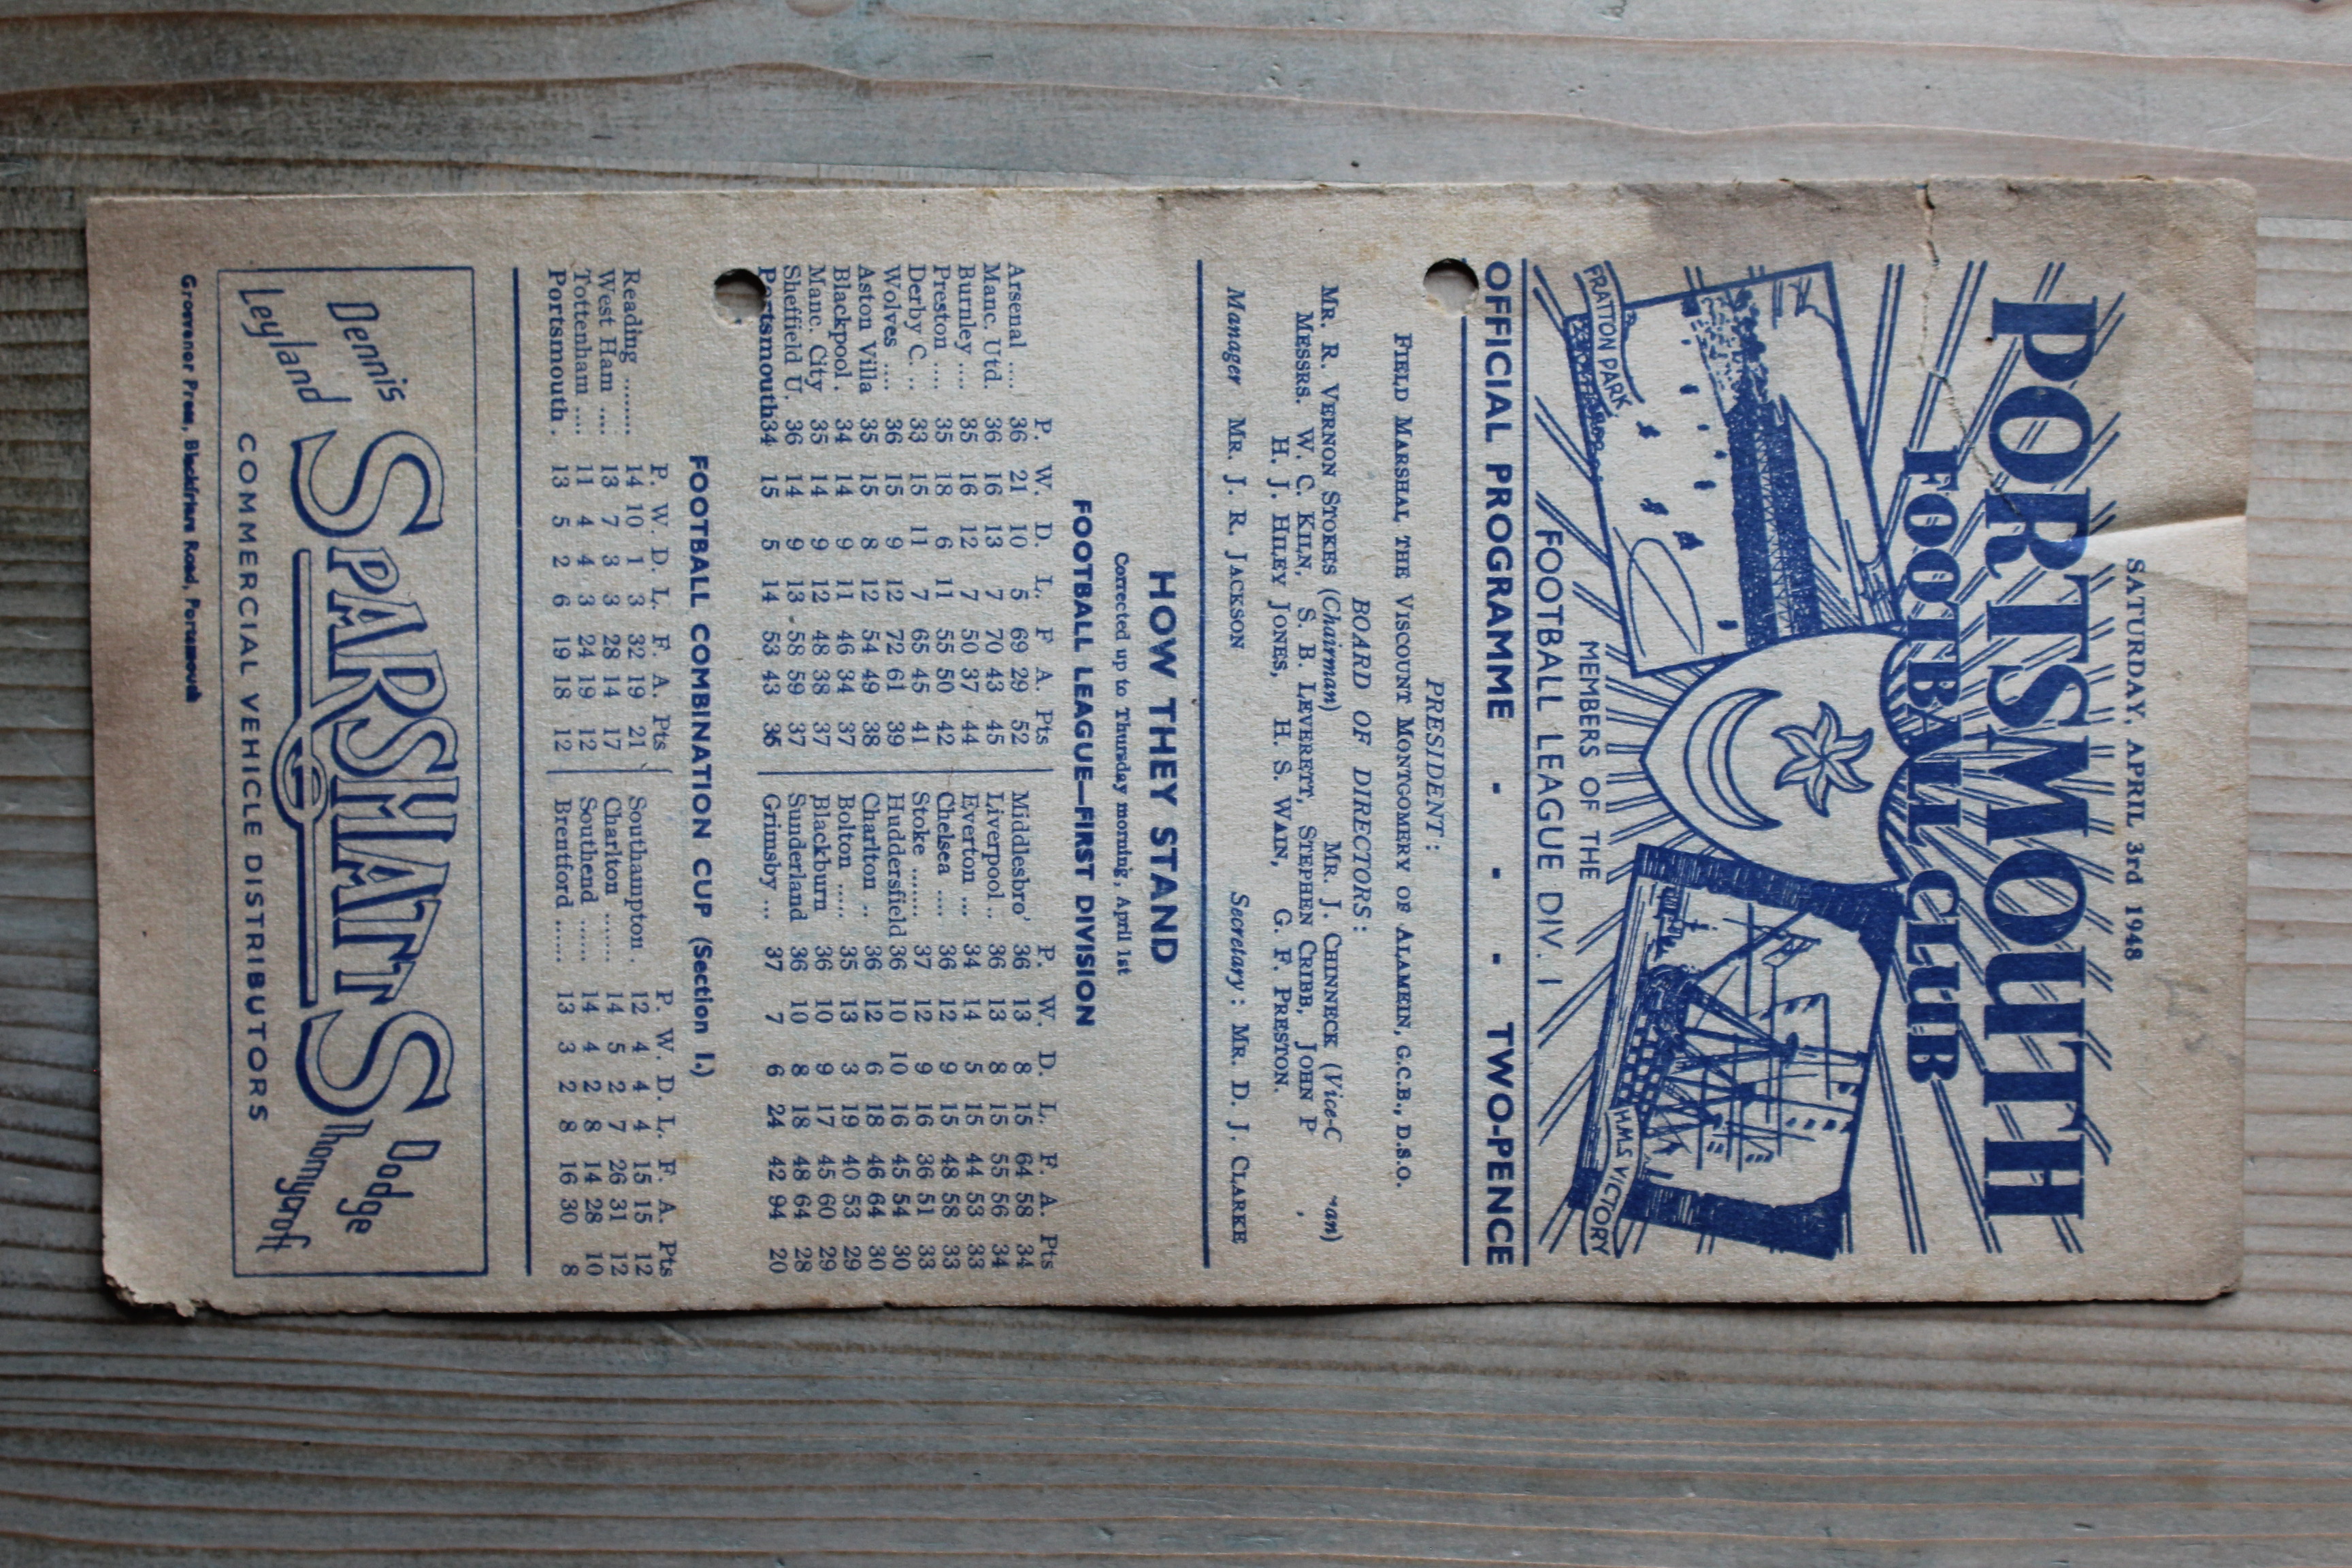 SATURDAY, APRIL 3rd 1948
PORTSMOUTH
FOOTBALL CLUB
FRATTON PARK
H.M.S. VICTORY
MEMBERS OF THE
FOOTBALL LEAGUE DIV. 1
OFFICIAL PROGRAMME - - - TWO-PENCE
PRESIDENT:
FIELD MARSHAL THE VISCOUNT MONTGOMERY OF ALAMEIN, G.C.B., D.S.O.
BOARD OF DIRECTORS:
MR. R. VERNON STOKES (Chairman) MR. J. CHINNECK (Vice-C an)
MESSRS. W. C. KILN, S. B. LEVERETT, STEPHEN CRIBB, JOHN P ,
H. J. HILEY JONES, H. S. WAIN, G. F. PRESTON.
Manager MR. J. R. JACKSON Secretary: MR. D. J. CLARKE
HOW THEY STAND
Corrected up to Thursday morning, April 1st
FOOTBALL LEAGUE—FIRST DIVISION
P. W. D. L. F A. Pts P. W. D. L. F. A. Pts
Arsenal ..... 36 21 10 5 69 29 52 Middlesbro' 36 13 8 15 64 58 34
Manc. Utd. 36 16 13 7 70 43 45 Liverpool .. 36 13 8 15 55 56 34
Burnley .... 35 16 12 7 50 37 44 Everton ... 34 14 5 15 44 53 33
Preston .... 35 18 6 11 55 50 42 Chelsea .... 36 12 9 15 48 58 33
Derby C. .. 33 15 11 7 65 45 41 Stoke ....... 37 12 9 16 36 51 33
Wolves .... 36 15 9 12 72 61 39 Huddersfield 36 10 10 16 45 54 30
Aston Villa 35 15 8 12 54 49 38 Charlton .. 36 12 6 18 46 64 30
Blackpool . 34 14 9 11 46 34 37 Bolton ..... 35 13 3 19 40 53 29
Manc. City 35 14 9 12 48 38 37 Blackburn 36 10 9 17 45 60 29
Sheffield U. 36 14 9 13 58 59 37 Sunderland 36 10 8 18 48 64 28
Portsmouth 34 15 5 14 53 43 35 Grimsby ... 37 7 6 24 42 94 20
FOOTBALL COMBINATION CUP (Section I.)
P. W. D. L. F. A. Pts P. W. D. L. F. A. Pts
Reading ........ 14 10 1 3 32 19 21 Southampton . 12 4 4 4 15 15 12
West Ham .... 13 7 3 3 28 14 17 Charlton ....... 14 5 2 7 26 31 12
Tottenham .... 11 4 4 3 24 19 12 Southend ...... 14 4 2 8 14 28 10
Portsmouth . 13 5 2 6 19 18 12 Brentford ...... 13 3 2 8 16 30 8
Dennis Dodge
SPARSHATTS
Leyland Thornycroft
COMMERCIAL VEHICLE DISTRIBUTORS
Grosvenor Press, Blackfriars Road, Portsmouth